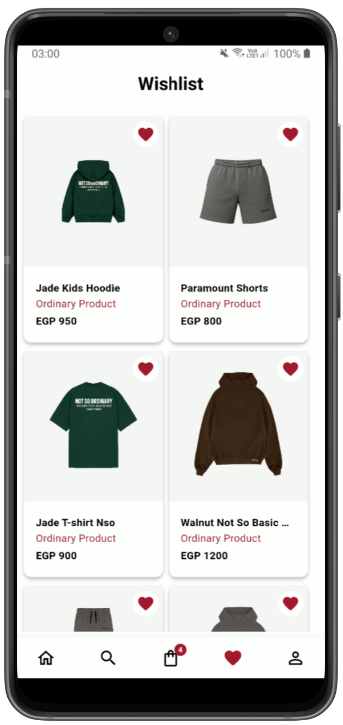 03:00
100%
Wishlist
NOT SO ORDINARY
Jade Kids Hoodie
Ordinary Product
EGP 950
Paramount Shorts
Ordinary Product
EGP 800
NOT SO ORDINARY
Jade T-shirt Nso
Ordinary Product
EGP 900
Walnut Not So Basic ...
Ordinary Product
EGP 1200
4